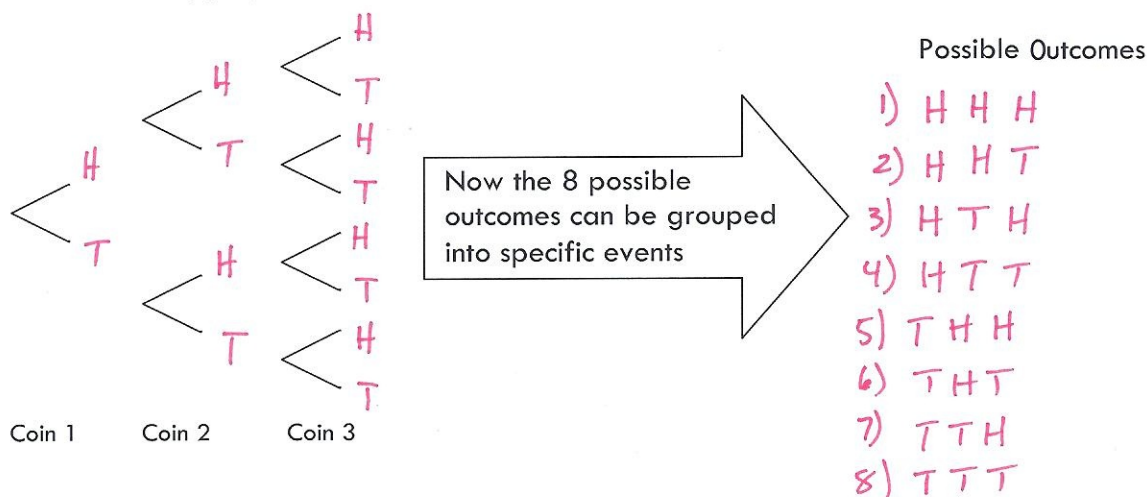 H
T
H
T
H
T
H
T
H
T
H
T
H
T
Coin 1 Coin 2 Coin 3
Now the 8 possible
outcomes can be grouped
into specific events
Possible Outcomes
1) H H H
2) H H T
3) H T H
4) H T T
5) T H H
6) T H T
7) T T H
8) T T T